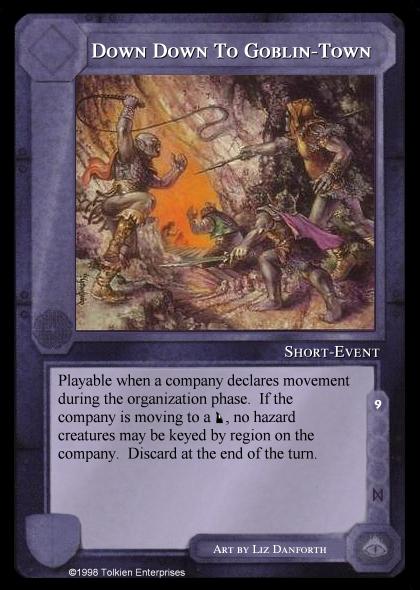 Down Down To Goblin-Town
Short-Event
Playable when a company declares movement
during the organization phase. If the
company is moving to a , no hazard
creatures may be keyed by region on the
company. Discard at the end of the turn.
9
Art by Liz Danforth
©1998 Tolkien Enterprises